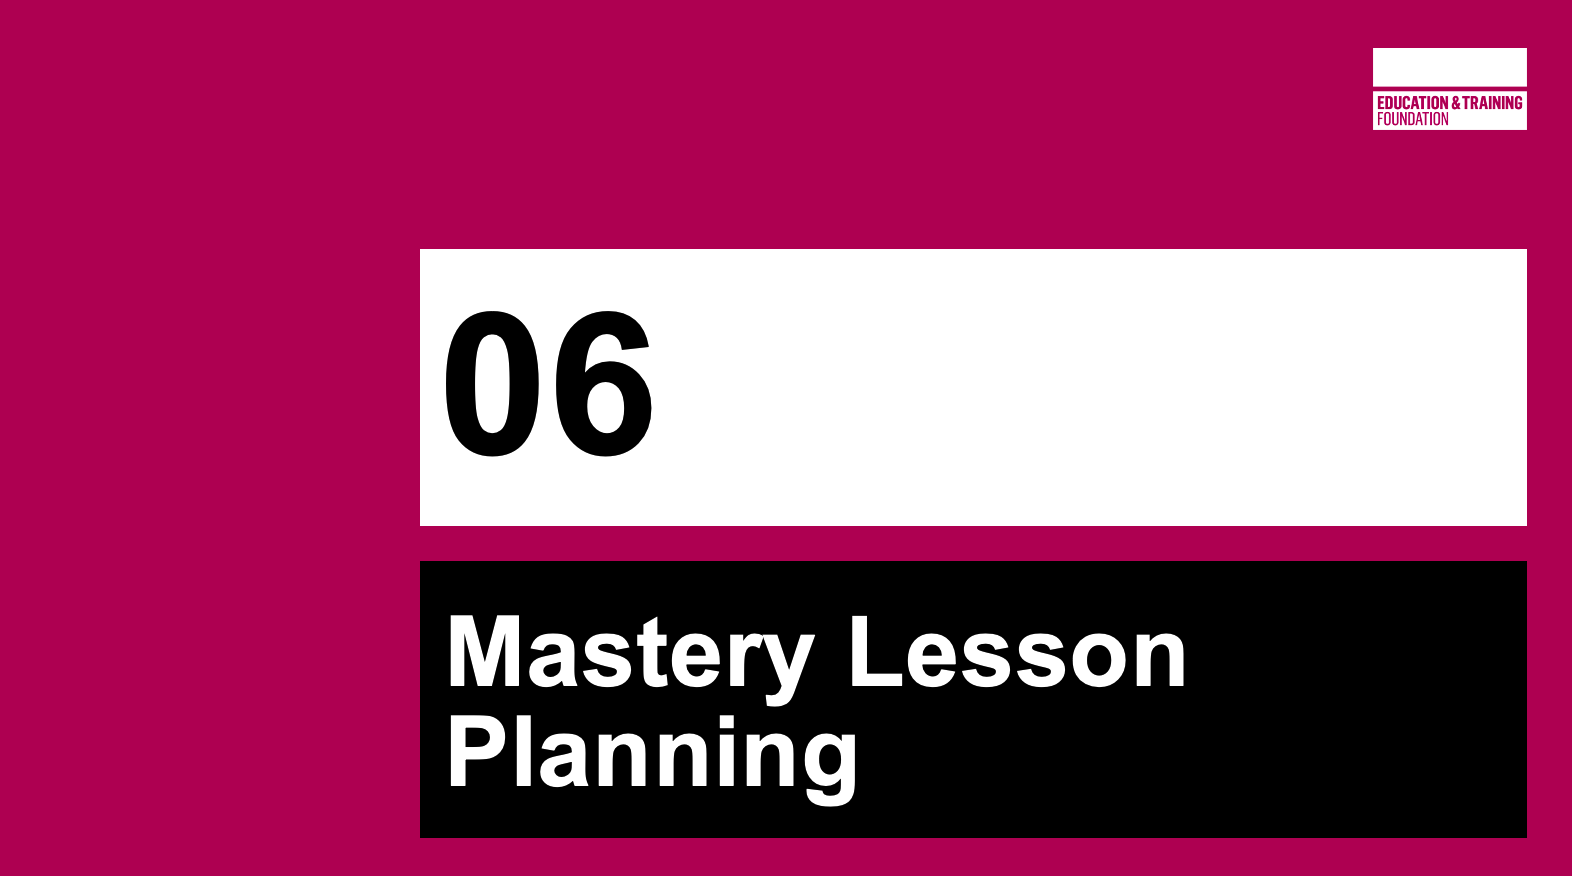 EDUCATION & TRAINING
FOUNDATION
06
Mastery Lesson
Planning